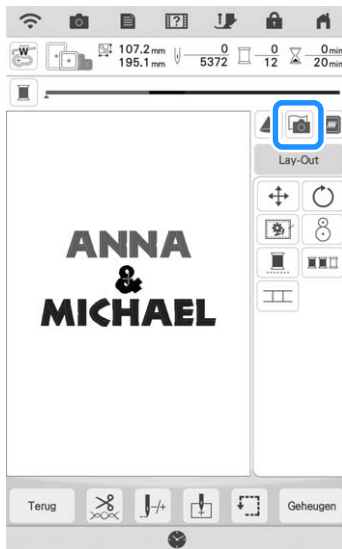 W
107.2 mm 0 0 0 min
195.1 mm 5372 12 20 min
Lay-Out
ANNA
&
MICHAEL
Terug
Geheugen